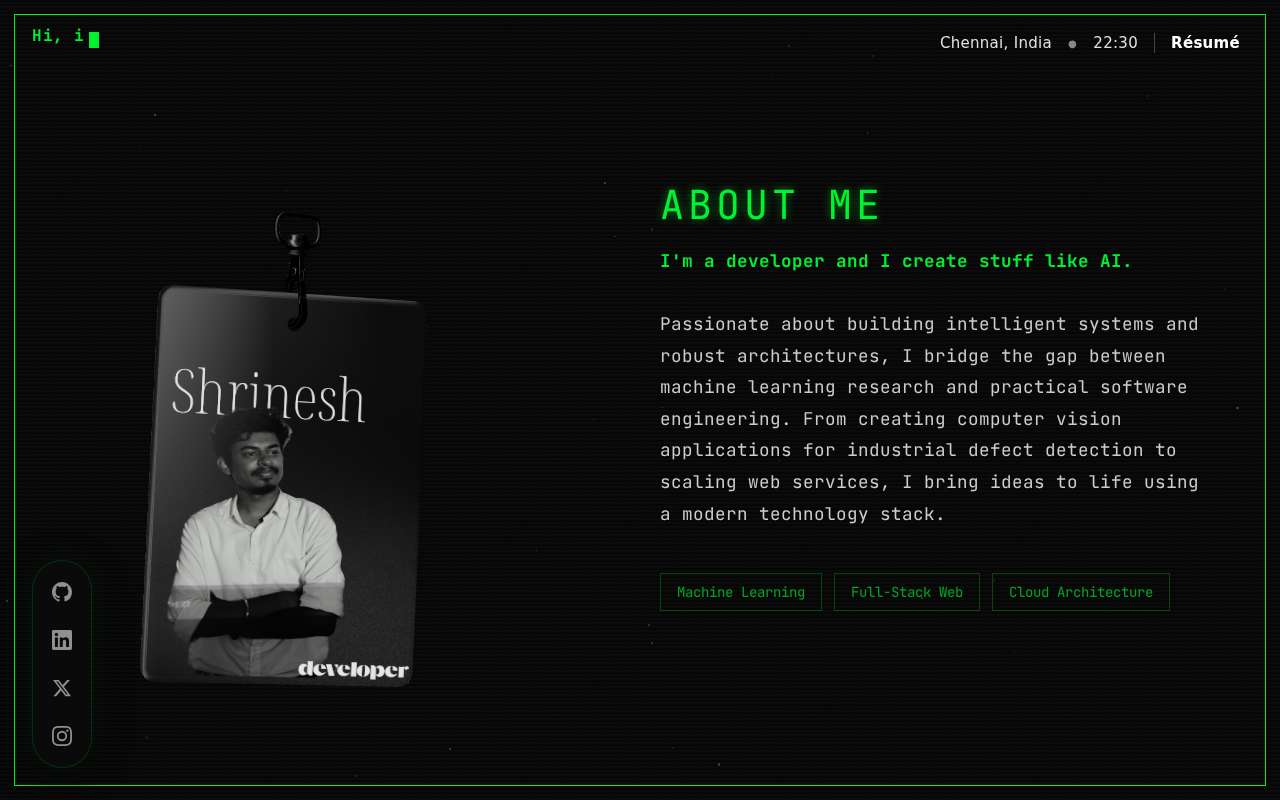 Hi, i
Chennai, India
22:30
Résumé
ABOUT ME
I'm a developer and I create stuff like AI.
Passionate about building intelligent systems and
robust architectures, I bridge the gap between
machine learning research and practical software
engineering. From creating computer vision
applications for industrial defect detection to
scaling web services, I bring ideas to life using
a modern technology stack.
Machine Learning
Full-Stack Web
Cloud Architecture
Shrinesh
developer